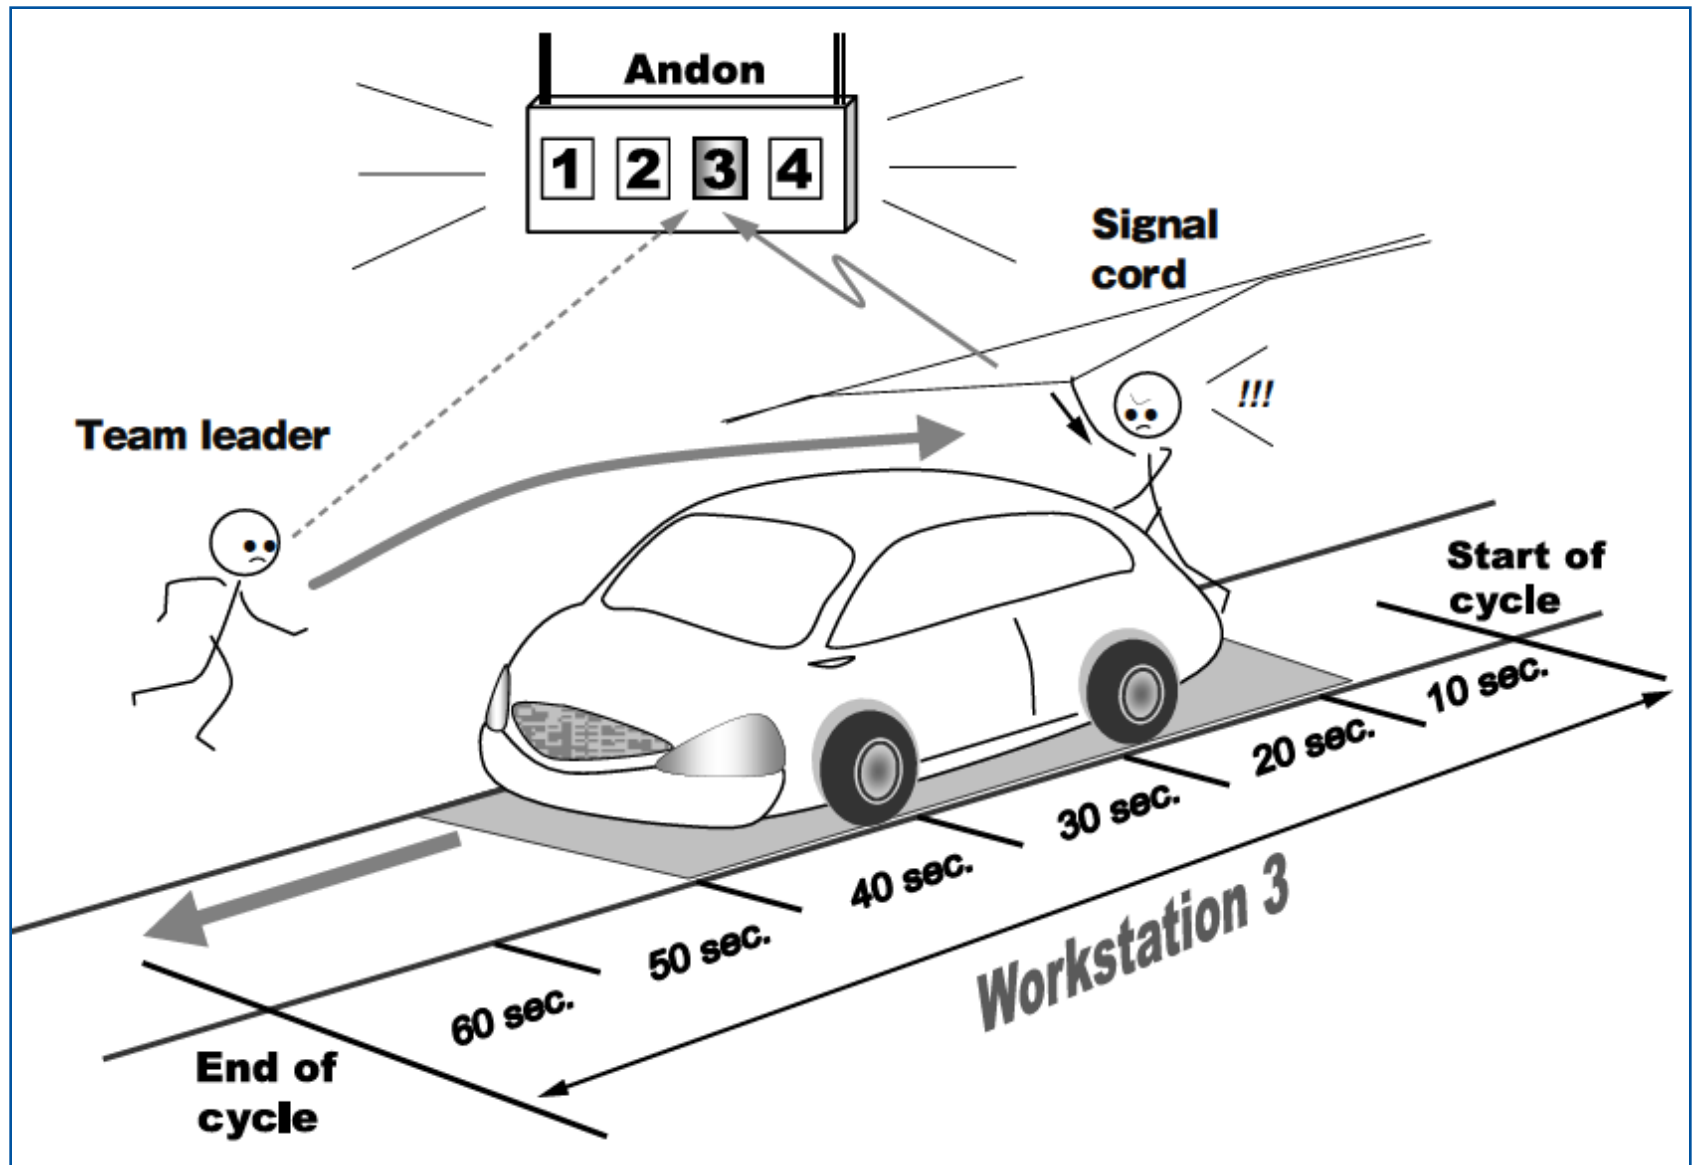 Andon
1 2 3 4
Signal
cord
!!!
Team leader
Start of
cycle
10 sec.
20 sec.
30 sec.
40 sec.
50 sec.
60 sec.
Workstation 3
End of
cycle